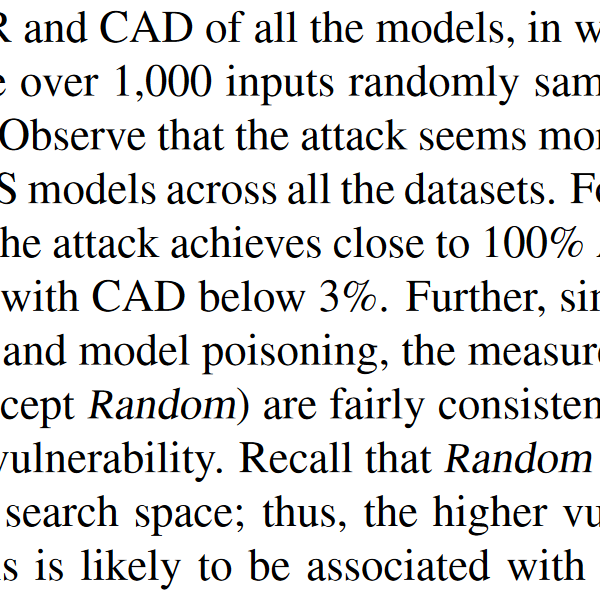 R and CAD of all the models, in w
e over 1,000 inputs randomly sam
Observe that the attack seems mor
S models across all the datasets. Fo
he attack achieves close to 100%
with CAD below 3%. Further, sin
and model poisoning, the measure
cept Random) are fairly consisten
vulnerability. Recall that Random
search space; thus, the higher vu
s is likely to be associated with